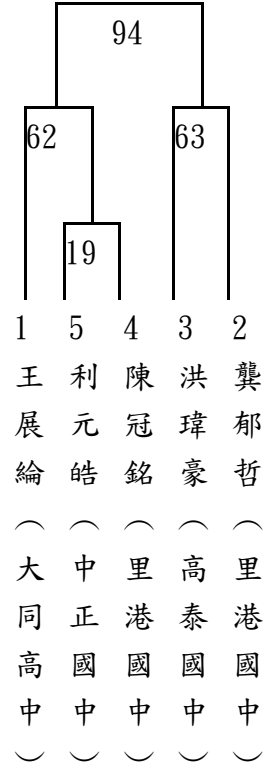 94
62
63
19
1 王展綸（大同高中）
5 利元皓（中正國中）
4 陳冠銘（里港國中）
3 洪瑋豪（高泰國中）
2 龔郁哲（里港國中）